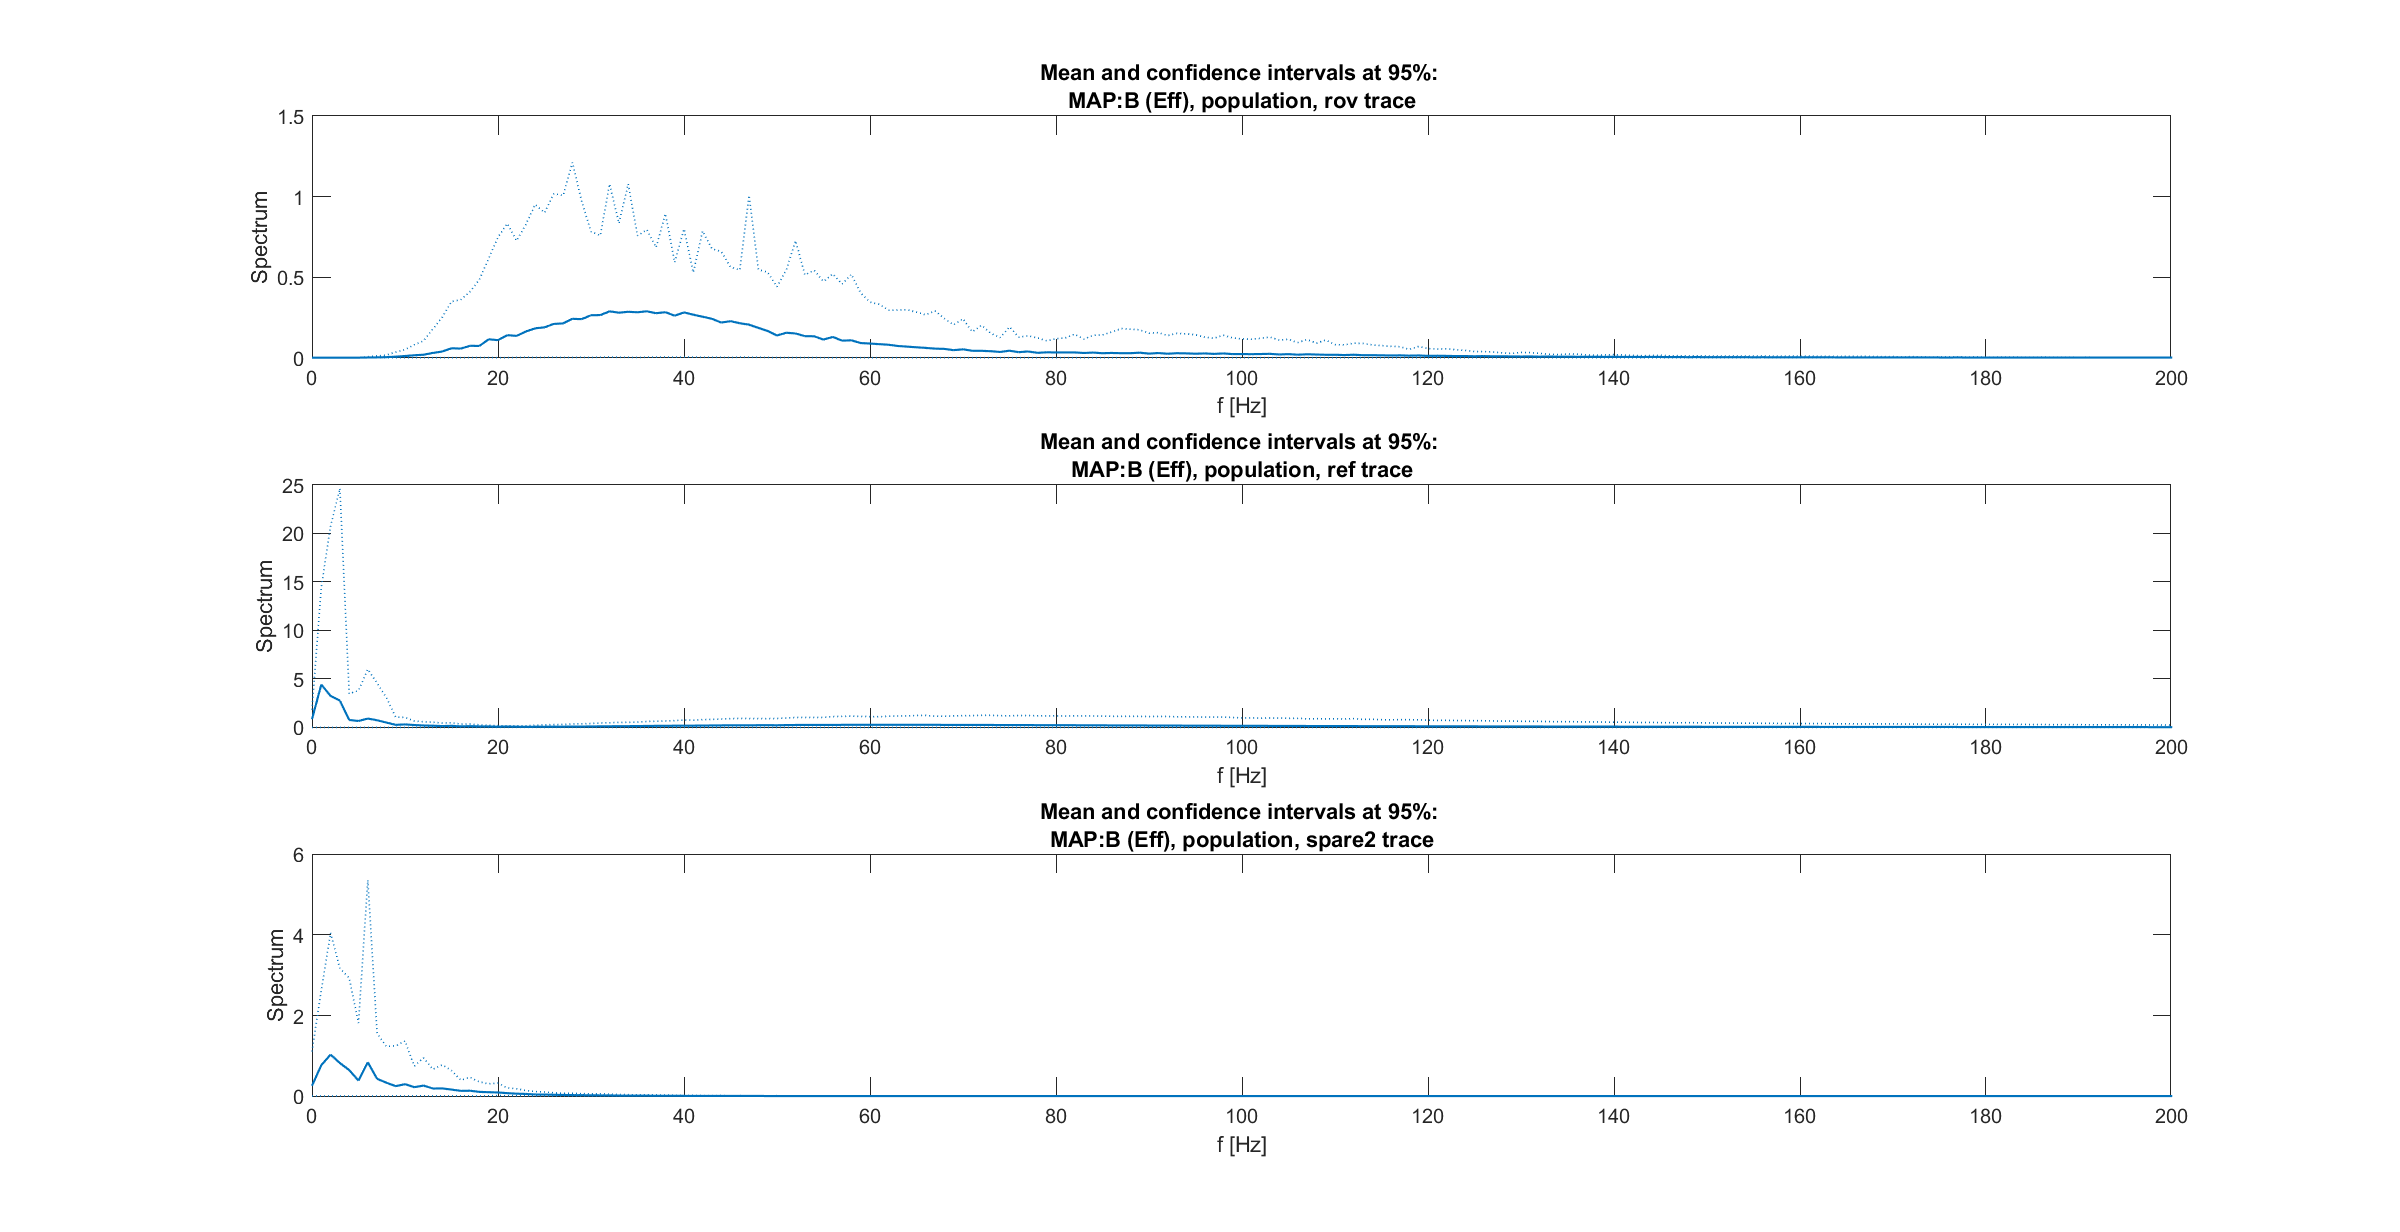 Mean and confidence intervals at 95%:
MAP:B (Eff), population, rov trace
1.5
1
0.5
0
Spectrum
0 20 40 60 80 100 120 140 160 180 200
f [Hz]
Mean and confidence intervals at 95%:
MAP:B (Eff), population, ref trace
25
20
15
10
5
0
Spectrum
0 20 40 60 80 100 120 140 160 180 200
f [Hz]
Mean and confidence intervals at 95%:
MAP:B (Eff), population, spare2 trace
6
4
2
0
Spectrum
0 20 40 60 80 100 120 140 160 180 200
f [Hz]